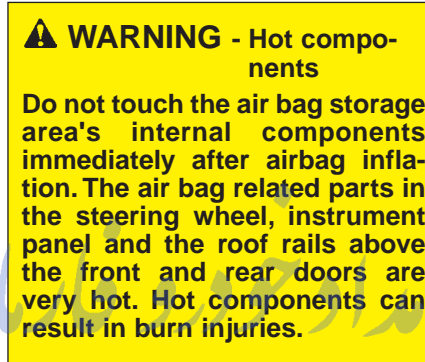 WARNING - Hot compo-
nents
Do not touch the air bag storage
area's internal components
immediately after airbag infla-
tion. The air bag related parts in
the steering wheel, instrument
panel and the roof rails above
the front and rear doors are
very hot. Hot components can
result in burn injuries.